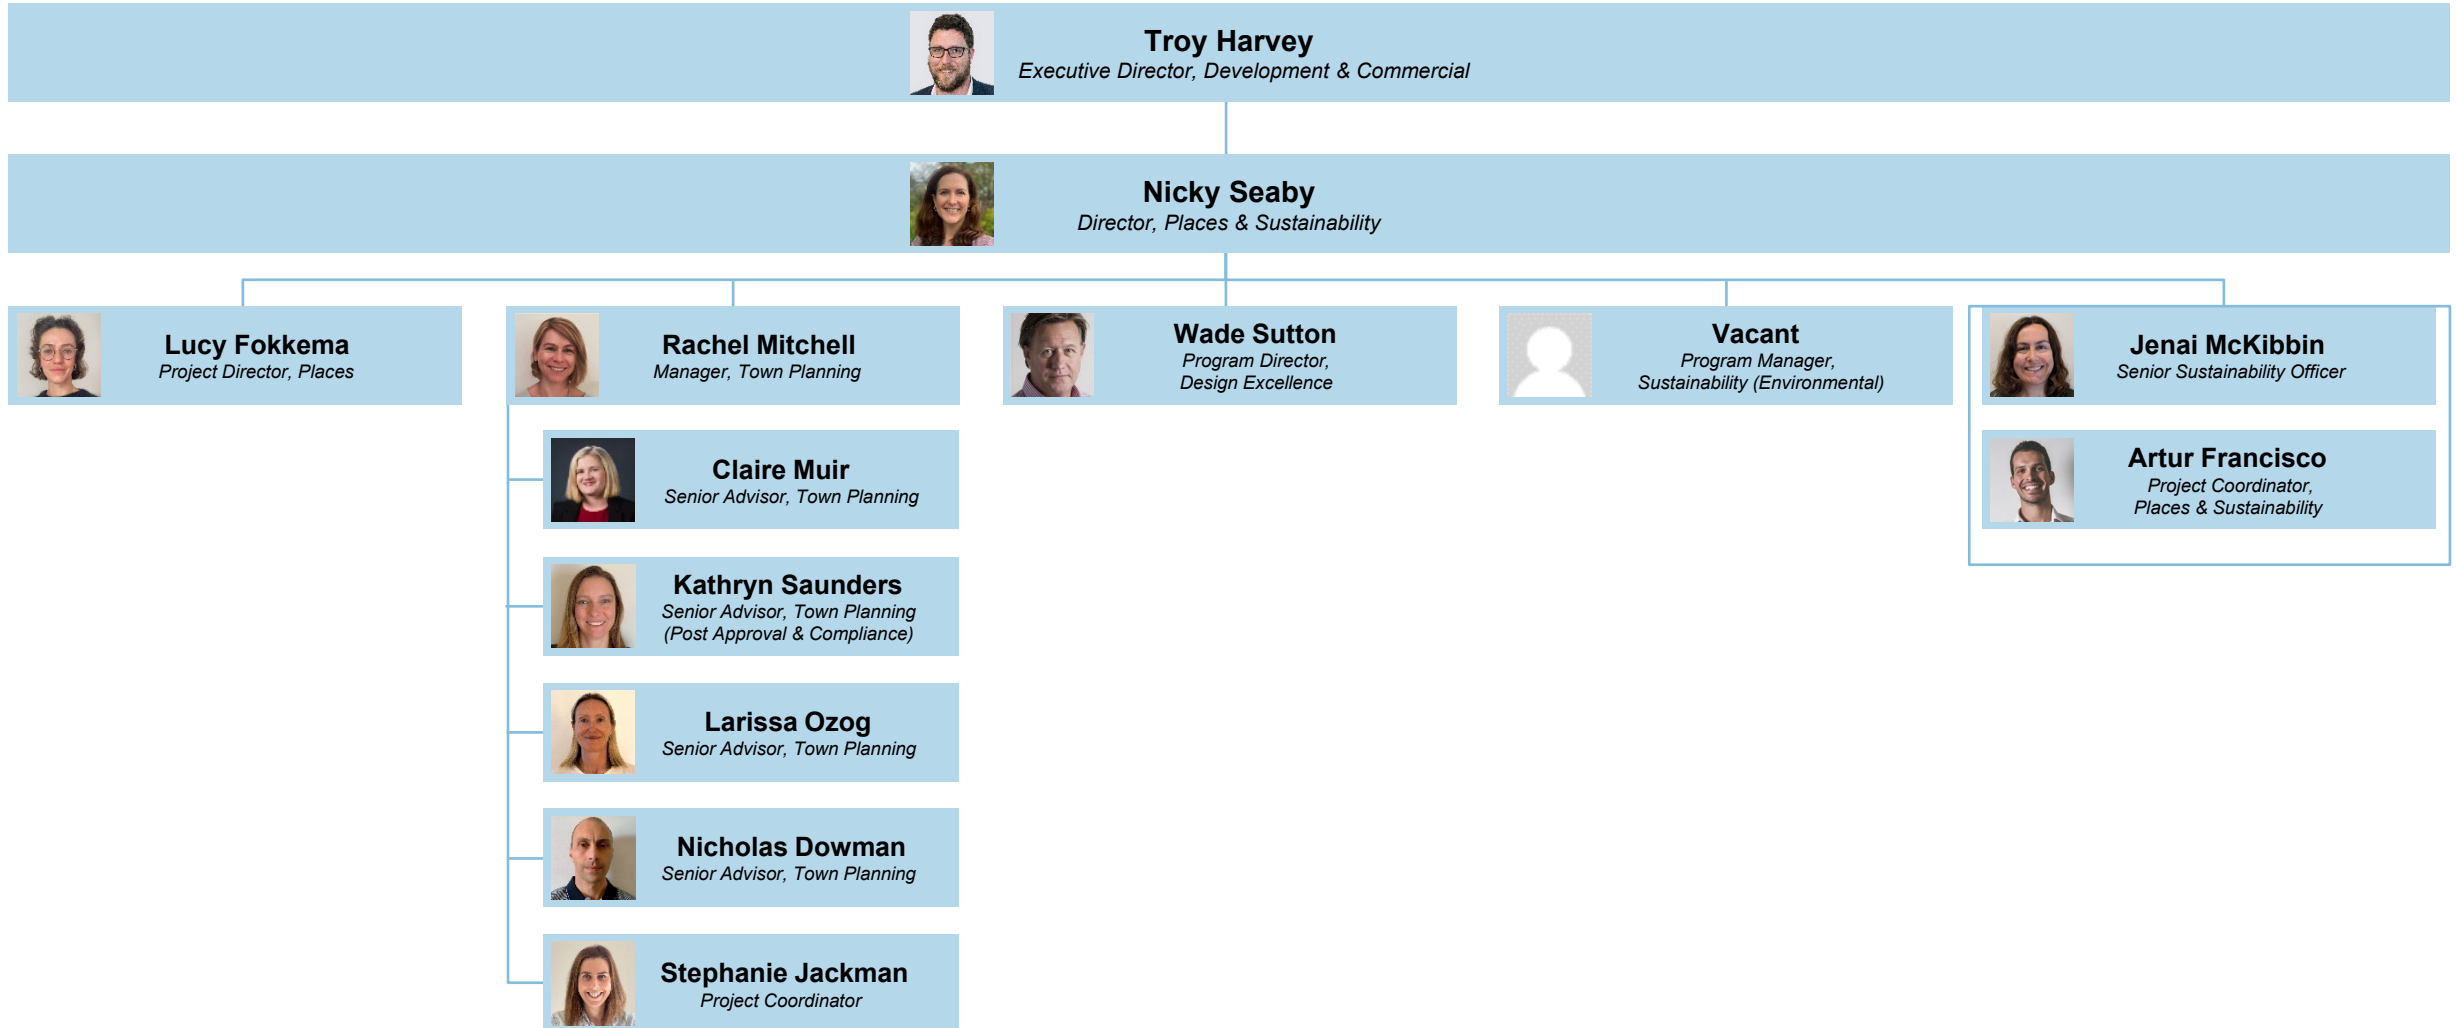 Troy Harvey
Executive Director, Development & Commercial
Nicky Seaby
Director, Places & Sustainability
Lucy Fokkema
Project Director, Places
Rachel Mitchell
Manager, Town Planning
Wade Sutton
Program Director,
Design Excellence
Vacant
Program Manager,
Sustainability (Environmental)
Jenai McKibbin
Senior Sustainability Officer
Claire Muir
Senior Advisor, Town Planning
Artur Francisco
Project Coordinator,
Places & Sustainability
Kathryn Saunders
Senior Advisor, Town Planning
(Post Approval & Compliance)
Larissa Ozog
Senior Advisor, Town Planning
Nicholas Dowman
Senior Advisor, Town Planning
Stephanie Jackman
Project Coordinator